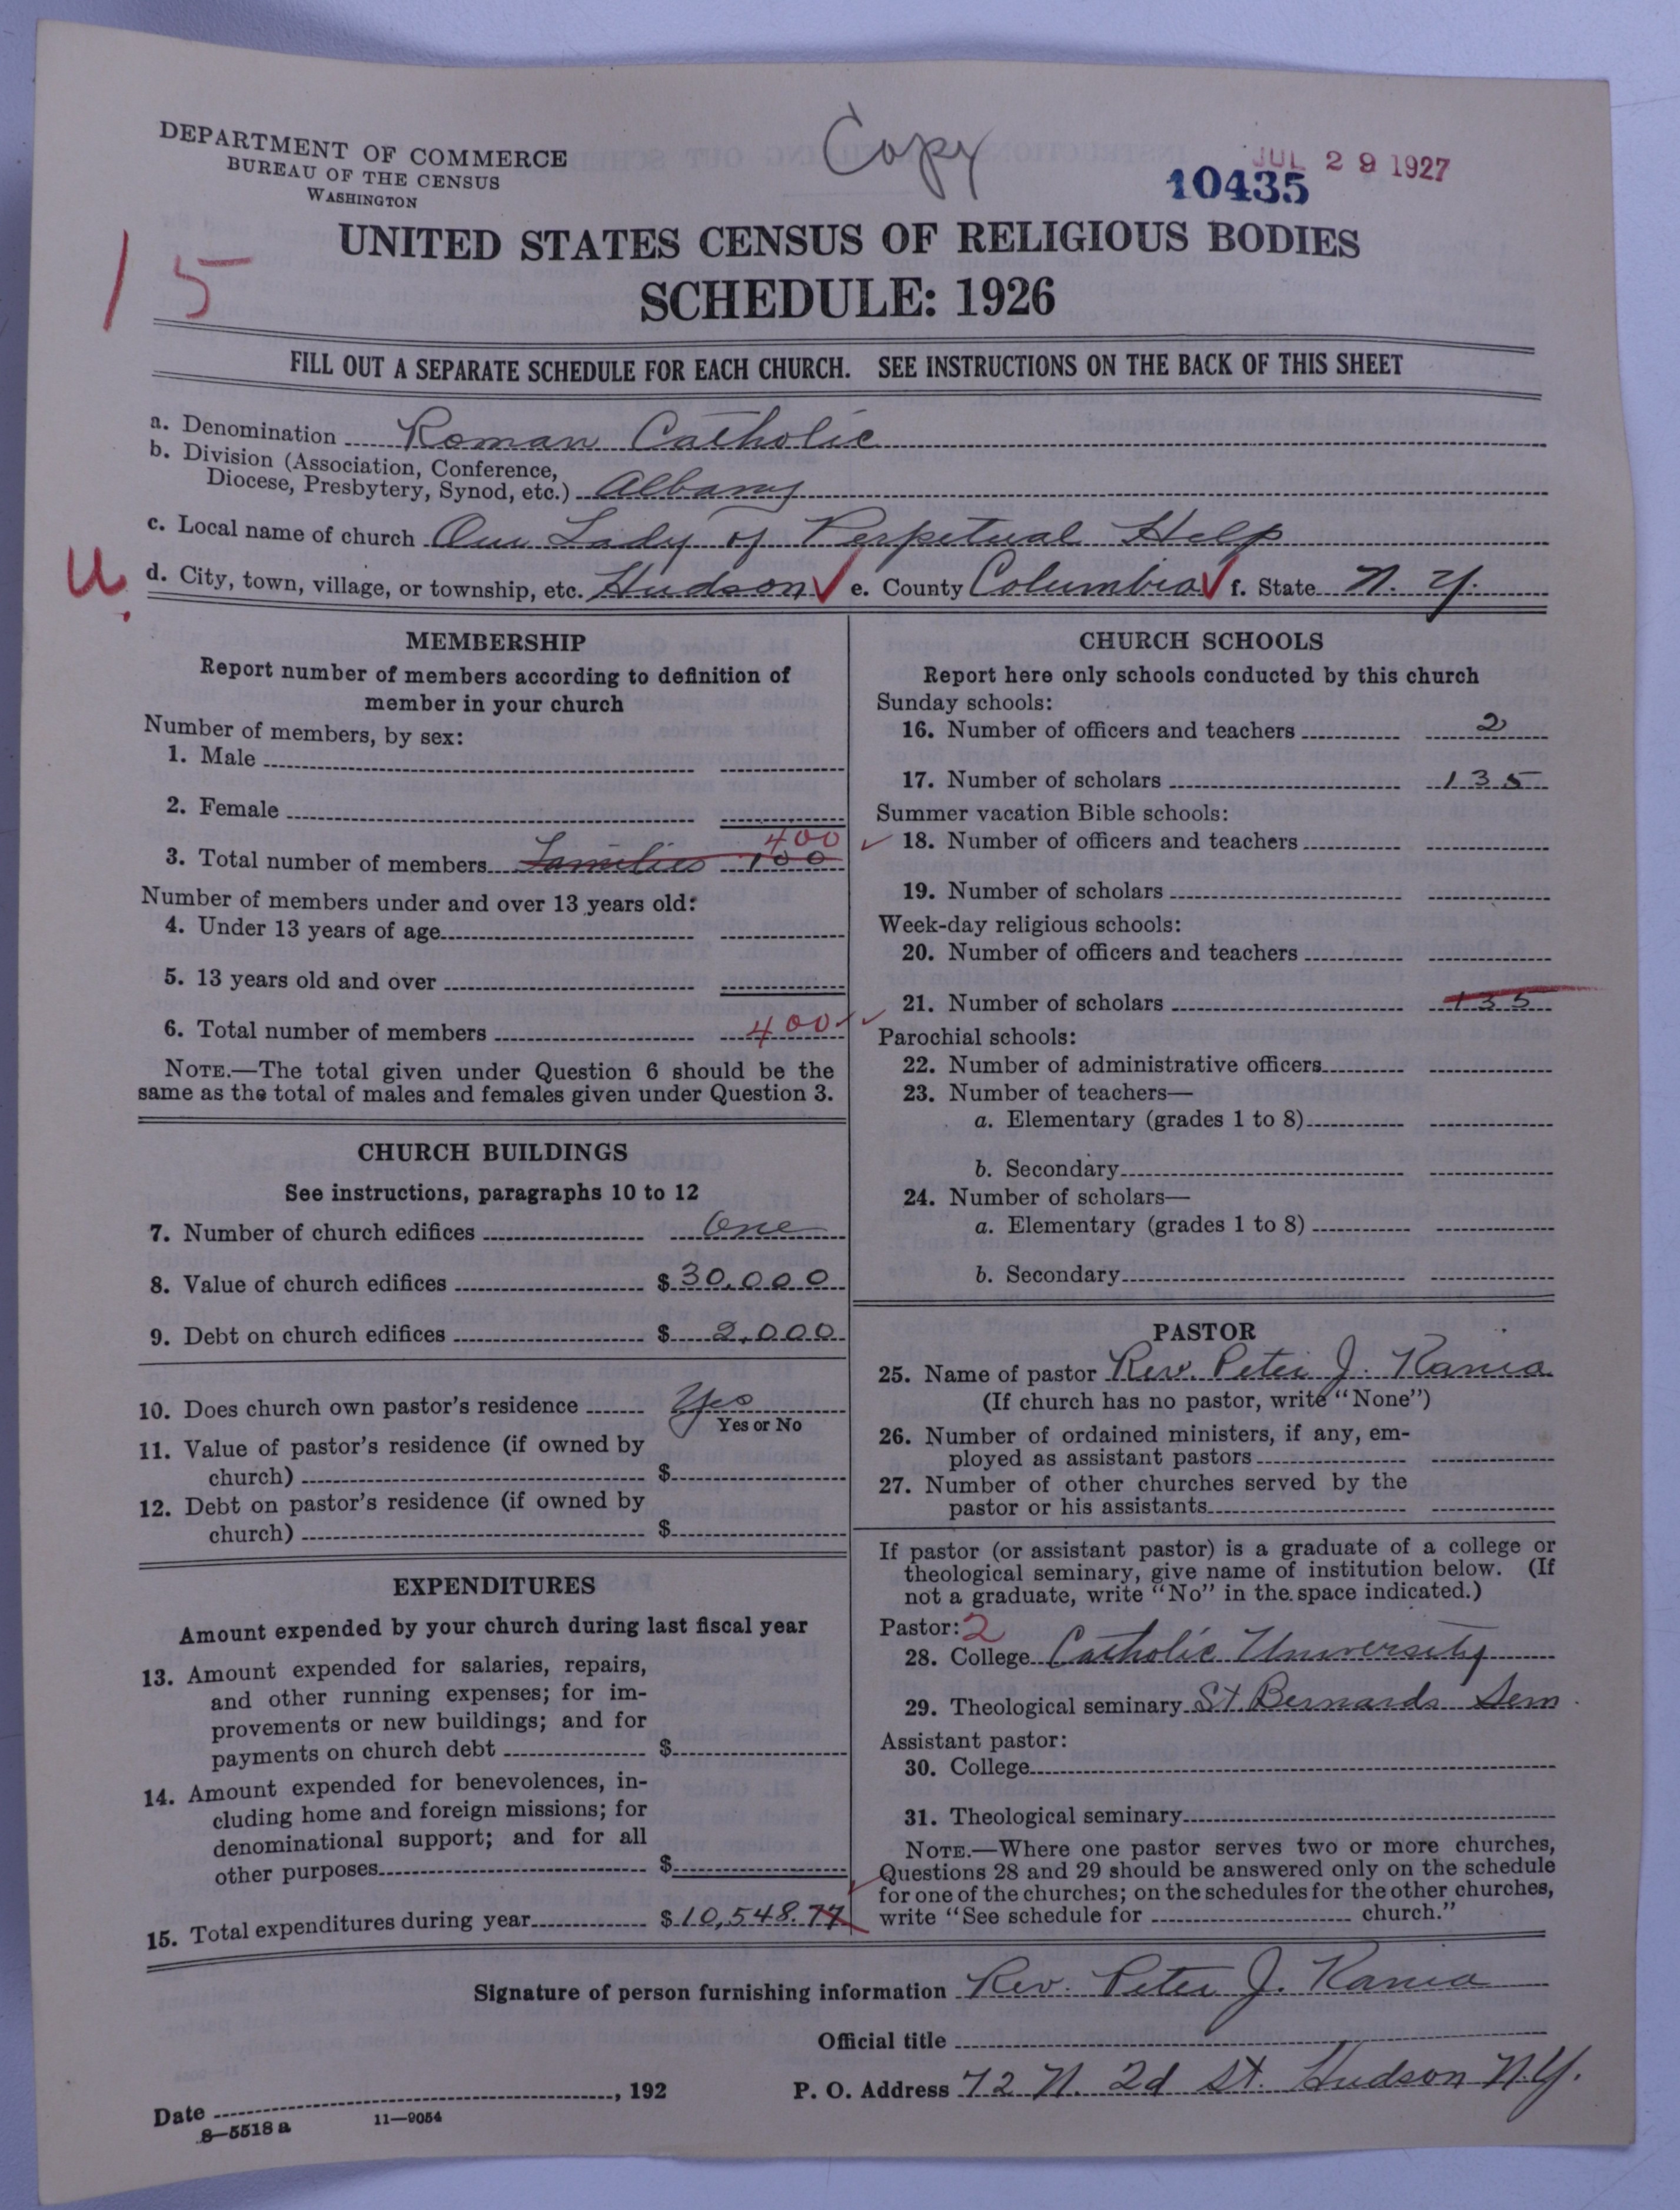 DEPARTMENT OF COMMERCE
BUREAU OF THE CENSUS
WASHINGTON
Copy
JUL 29 1927
10435
15
UNITED STATES CENSUS OF RELIGIOUS BODIES
SCHEDULE: 1926
FILL OUT A SEPARATE SCHEDULE FOR EACH CHURCH. SEE INSTRUCTIONS ON THE BACK OF THIS SHEET
a. Denomination Roman Catholic
b. Division (Association, Conference,
Diocese, Presbytery, Synod, etc.) Albany
c. Local name of church Our Lady of Perpetual Help
U. d. City, town, village, or township, etc. Hudson ✓ e. County Columbia ✓ f. State N. Y.
MEMBERSHIP
Report number of members according to definition of
member in your church
Number of members, by sex:
1. Male
2. Female
400
3. Total number of members Families 100
Number of members under and over 13 years old:
4. Under 13 years of age
5. 13 years old and over
6. Total number of members 400 ✓
NOTE.—The total given under Question 6 should be the
same as the total of males and females given under Question 3.
CHURCH BUILDINGS
See instructions, paragraphs 10 to 12
7. Number of church edifices One
8. Value of church edifices $ 30,000
9. Debt on church edifices $ 2,000
10. Does church own pastor's residence Yes
Yes or No
11. Value of pastor's residence (if owned by
church) $
12. Debt on pastor's residence (if owned by
church) $
EXPENDITURES
Amount expended by your church during last fiscal year
13. Amount expended for salaries, repairs,
and other running expenses; for im-
provements or new buildings; and for
payments on church debt $
14. Amount expended for benevolences, in-
cluding home and foreign missions; for
denominational support; and for all
other purposes $
15. Total expenditures during year $ 10,548.77
CHURCH SCHOOLS
Report here only schools conducted by this church
Sunday schools:
16. Number of officers and teachers 2
17. Number of scholars 135
Summer vacation Bible schools:
✓ 18. Number of officers and teachers
19. Number of scholars
Week-day religious schools:
20. Number of officers and teachers
✓ 21. Number of scholars 135
Parochial schools:
22. Number of administrative officers
23. Number of teachers—
a. Elementary (grades 1 to 8)
b. Secondary
24. Number of scholars—
a. Elementary (grades 1 to 8)
b. Secondary
PASTOR
25. Name of pastor Rev. Peter J. Kania
(If church has no pastor, write "None")
26. Number of ordained ministers, if any, em-
ployed as assistant pastors
27. Number of other churches served by the
pastor or his assistants
If pastor (or assistant pastor) is a graduate of a college or
theological seminary, give name of institution below. (If
not a graduate, write "No" in the space indicated.)
Pastor: 2
28. College Catholic University
29. Theological seminary St Bernards Sem.
Assistant pastor:
30. College
31. Theological seminary
NOTE.—Where one pastor serves two or more churches,
Questions 28 and 29 should be answered only on the schedule
for one of the churches; on the schedules for the other churches,
write "See schedule for church."
Signature of person furnishing information Rev. Peter J. Kania
Official title
Date , 192 P. O. Address 72 N. 2d St. Hudson N.Y.
8—5518 a 11—9054